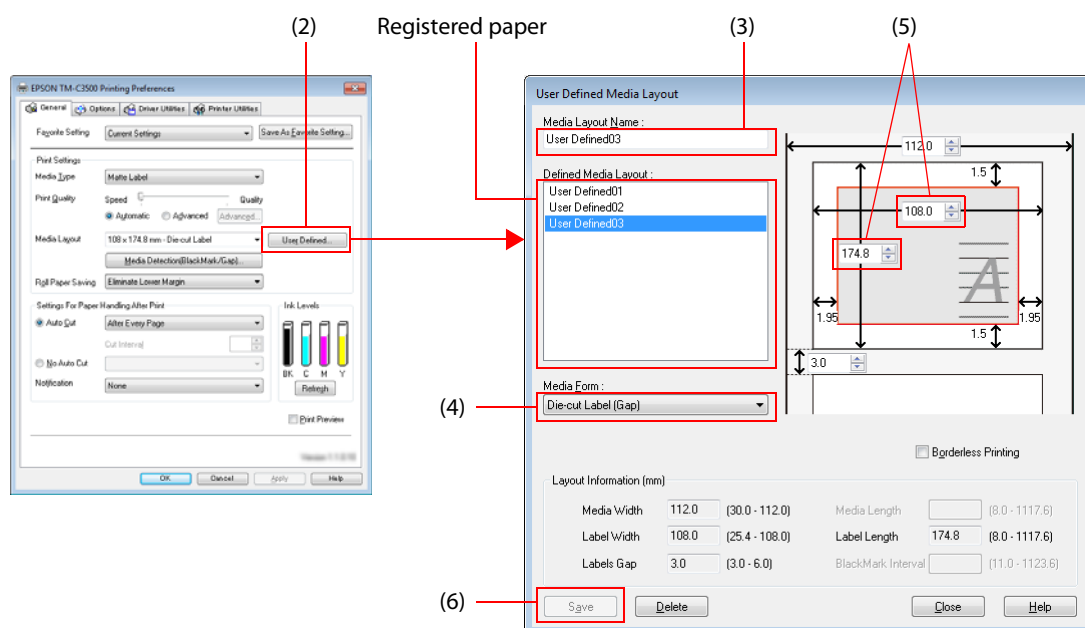 (2)
Registered paper
(3)
(5)
EPSON TM-C3500 Printing Preferences
General Options Driver Utilities Printer Utilities
Favorite Setting Current Settings Save As Favorite Setting...
Print Settings
Media Type Matte Label
Print Quality Speed Quality
Automatic Advanced Advanced...
Media Layout 108 x 174.8 mm - Die-cut Label User Defined...
Media Detection(BlackMark/Gap)...
Roll Paper Saving Eliminate Lower Margin
Settings For Paper Handling After Print
Auto Cut After Every Page
Cut Interval
No Auto Cut
Notification None
Ink Levels
BK C M Y
Refresh
Print Preview
OK Cancel Apply Help
User Defined Media Layout
Media Layout Name :
User Defined03
Defined Media Layout :
User Defined01
User Defined02
User Defined03
112.0
1.5
108.0
174.8
A
1.95 1.95
1.5
3.0
(4)
Media Form :
Die-cut Label (Gap)
Borderless Printing
Layout Information (mm)
Media Width 112.0 (30.0 - 112.0) Media Length (8.0 - 1117.6)
Label Width 108.0 (25.4 - 108.0) Label Length 174.8 (8.0 - 1117.6)
Labels Gap 3.0 (3.0 - 6.0) BlackMark Interval (11.0 - 1123.6)
(6)
Save Delete Close Help